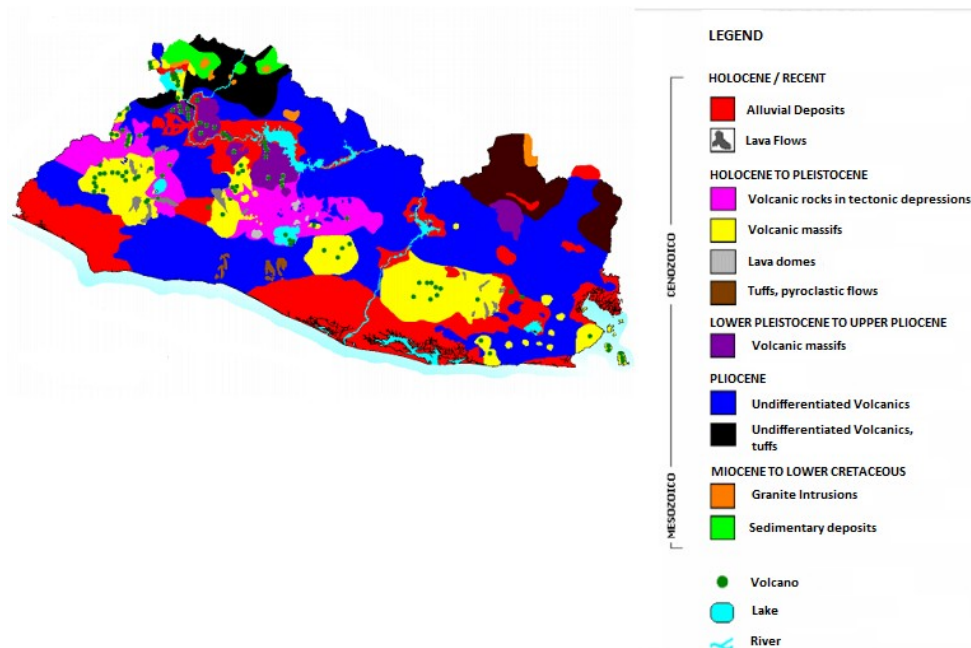 LEGEND
HOLOCENE / RECENT
Alluvial Deposits
Lava Flows
HOLOCENE TO PLEISTOCENE
Volcanic rocks in tectonic depressions
Volcanic massifs
Lava domes
Tuffs, pyroclastic flows
LOWER PLEISTOCENE TO UPPER PLIOCENE
Volcanic massifs
PLIOCENE
Undifferentiated Volcanics
Undifferentiated Volcanics,
tuffs
MIOCENE TO LOWER CRETACEOUS
Granite Intrusions
Sedimentary deposits
CENOZOICO
MESOZOICO
Volcano
Lake
River